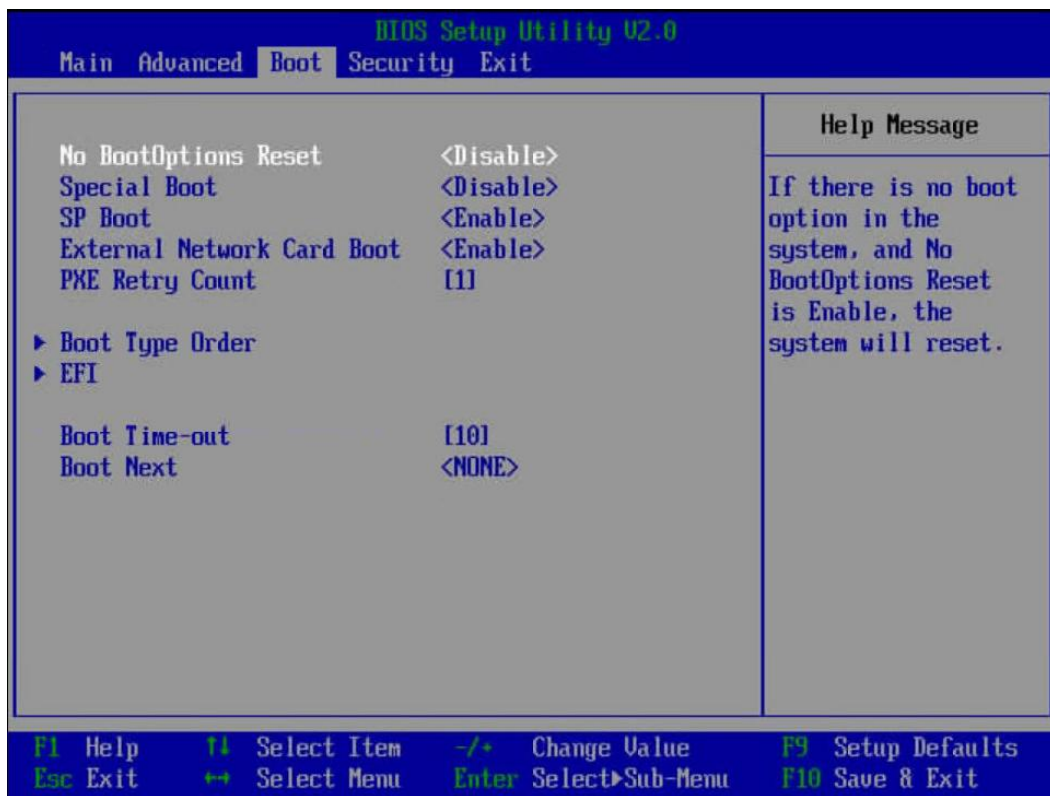 BIOS Setup Utility V2.0
Main Advanced Boot Security Exit
No BootOptions Reset <Disable>
Special Boot <Disable>
SP Boot <Enable>
External Network Card Boot <Enable>
PXE Retry Count [1]
▶ Boot Type Order
▶ EFI
Boot Time-out [10]
Boot Next <NONE>
Help Message
If there is no boot
option in the
system, and No
BootOptions Reset
is Enable, the
system will reset.
F1 Help ↑↓ Select Item -/+ Change Value F9 Setup Defaults
Esc Exit ←→ Select Menu Enter Select▶Sub-Menu F10 Save & Exit